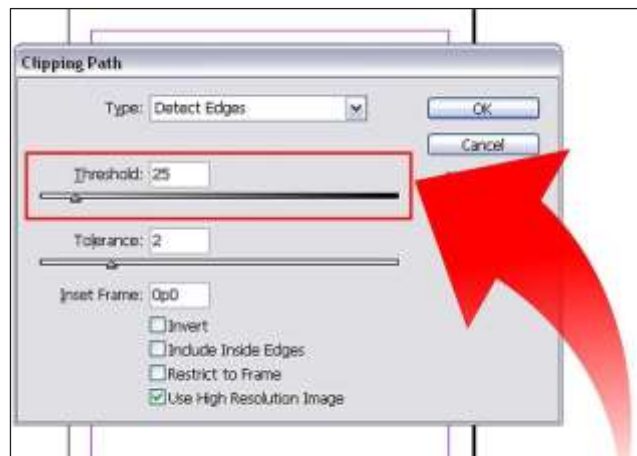 Clipping Path
Type: Detect Edges
OK
Cancel
Threshold: 25
Tolerance: 2
Inset Frame: 0p0
Invert
Include Inside Edges
Restrict to Frame
Use High Resolution Image